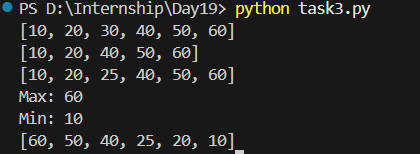 PS D:\Internship\Day19> python task3.py
[10, 20, 30, 40, 50, 60]
[10, 20, 40, 50, 60]
[10, 20, 25, 40, 50, 60]
Max: 60
Min: 10
[60, 50, 40, 25, 20, 10]